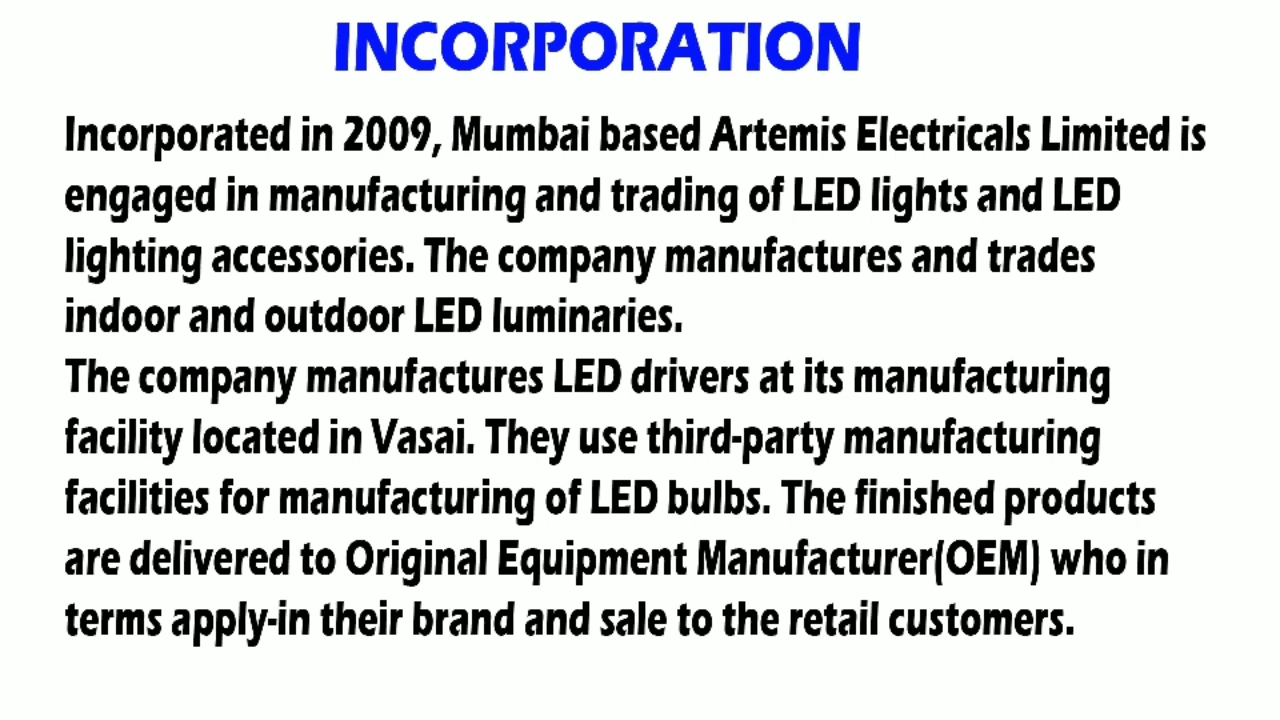 INCORPORATION
Incorporated in 2009, Mumbai based Artemis Electricals Limited is
engaged in manufacturing and trading of LED lights and LED
lighting accessories. The company manufactures and trades
indoor and outdoor LED luminaries.
The company manufactures LED drivers at its manufacturing
facility located in Vasai. They use third-party manufacturing
facilities for manufacturing of LED bulbs. The finished products
are delivered to Original Equipment Manufacturer(OEM) who in
terms apply-in their brand and sale to the retail customers.